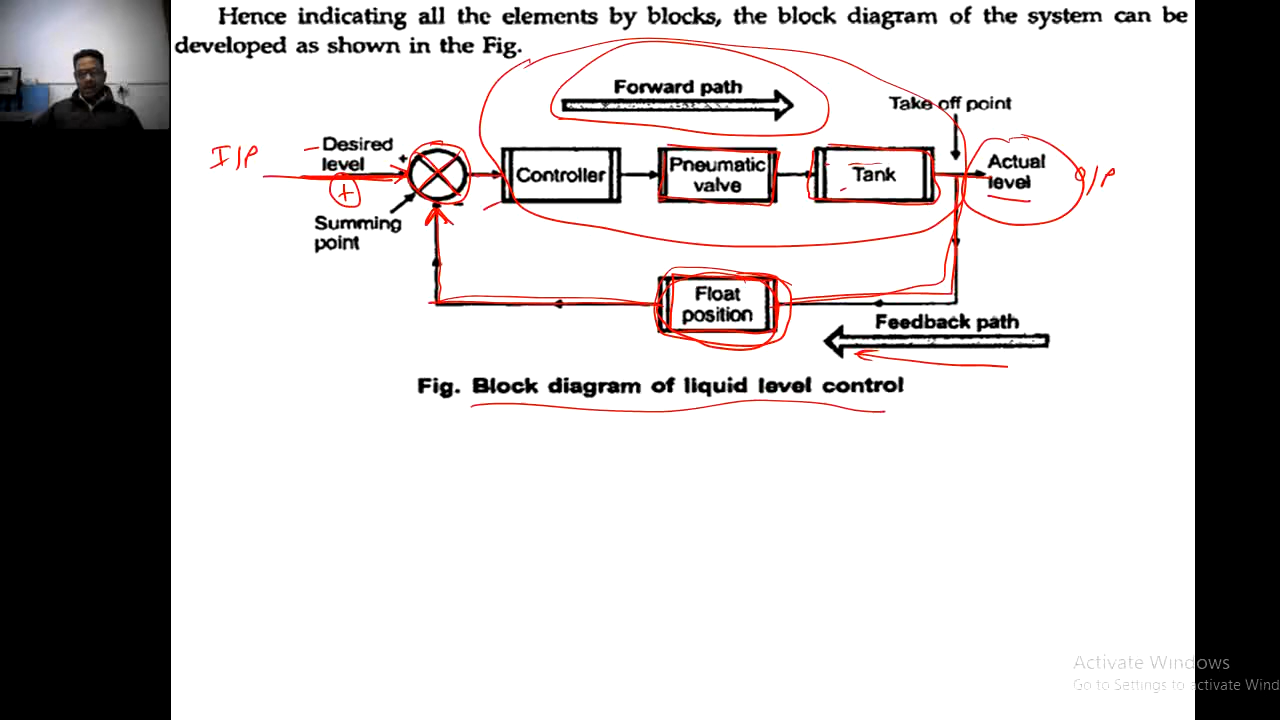 Hence indicating all the elements by blocks, the block diagram of the system can be
developed as shown in the Fig.
Forward path
Take off point
I/P
Desired
level
+
Controller
Pneumatic
valve
Tank
Actual
level
O/P
+
Summing
point
-
Float
position
Feedback path
Fig. Block diagram of liquid level control
Activate Windows
Go to Settings to activate Wind